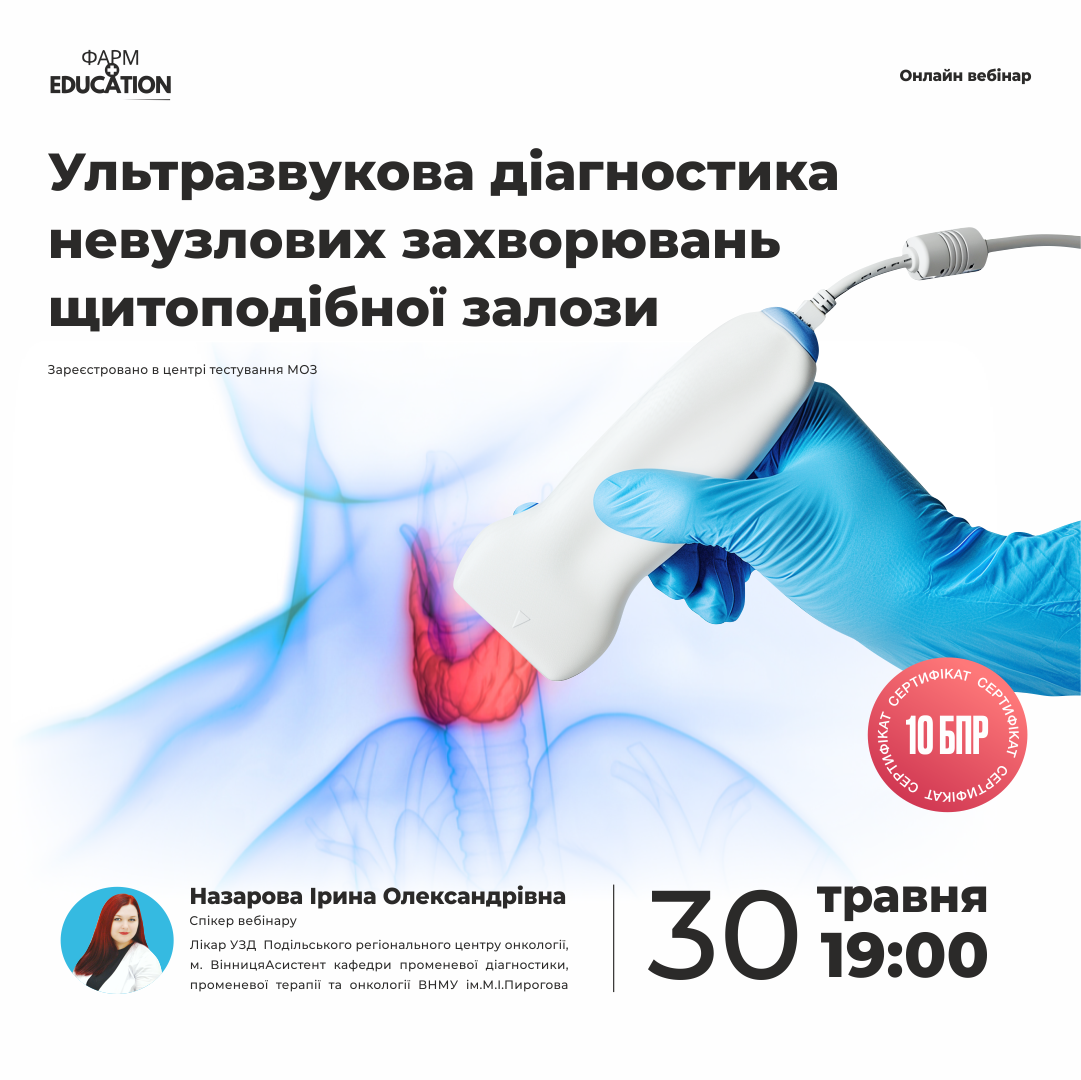 ФАРМ
EDUCATION
Онлайн вебінар
Ультразвукова діагностика
невузлових захворювань
щитоподібної залози
Зареєстровано в центрі тестування МОЗ
СЕРТИФІКАТ СЕРТИФІКАТ СЕРТИФІКАТ СЕРТИФІКАТ
10 БПР
Назарова Ірина Олександрівна
Спікер вебінару
Лікар УЗД Подільського регіонального центру онкології,
м. ВінницяАсистент кафедри променевої діагностики,
променевої терапії та онкології ВНМУ ім.М.І.Пирогова
30 травня
19:00